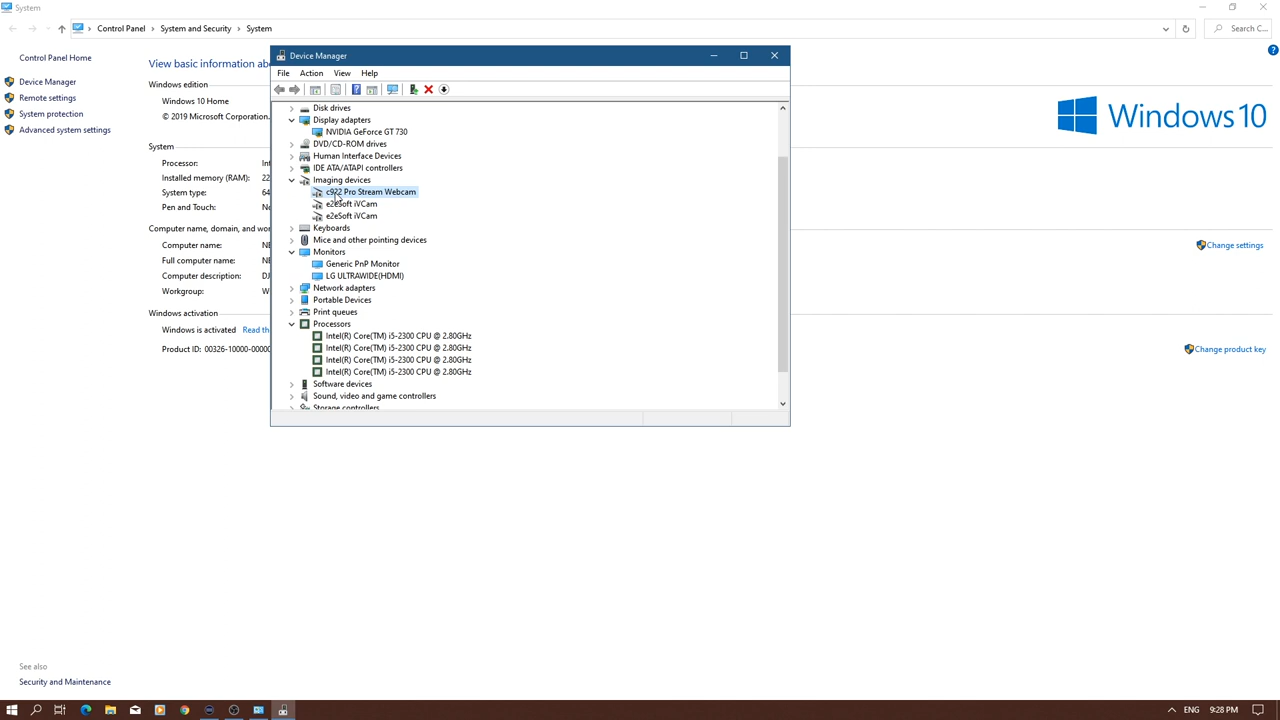 System
Control Panel
System and Security
System
Search C...
Control Panel Home
Device Manager
Remote settings
System protection
Advanced system settings
View basic information
Windows edition
Windows 10 Home
© 2019 Microsoft Corporation.
System
Processor:
Installed memory (RAM): 22
System type: 64
Pen and Touch:
Computer name, domain, and
Computer name:
Full computer name:
Computer description:
Workgroup:
Windows activation
Windows is activated Read
Product ID: 00326-10000-00000
See also
Security and Maintenance
Device Manager
File Action View Help
Disk drives
Display adapters
NVIDIA GeForce GT 730
DVD/CD-ROM drives
Human Interface Devices
IDE ATA/ATAPI controllers
Imaging devices
c922 Pro Stream Webcam
e2eSoft iVCam
e2eSoft iVCam
Keyboards
Mice and other pointing devices
Monitors
Generic PnP Monitor
LG ULTRAWIDE(HDMI)
Network adapters
Portable Devices
Print queues
Processors
Intel(R) Core(TM) i5-2300 CPU @ 2.80GHz
Intel(R) Core(TM) i5-2300 CPU @ 2.80GHz
Intel(R) Core(TM) i5-2300 CPU @ 2.80GHz
Intel(R) Core(TM) i5-2300 CPU @ 2.80GHz
Software devices
Sound, video and game controllers
Storage controllers
Windows 10
Change settings
Change product key
ENG 9:28 PM